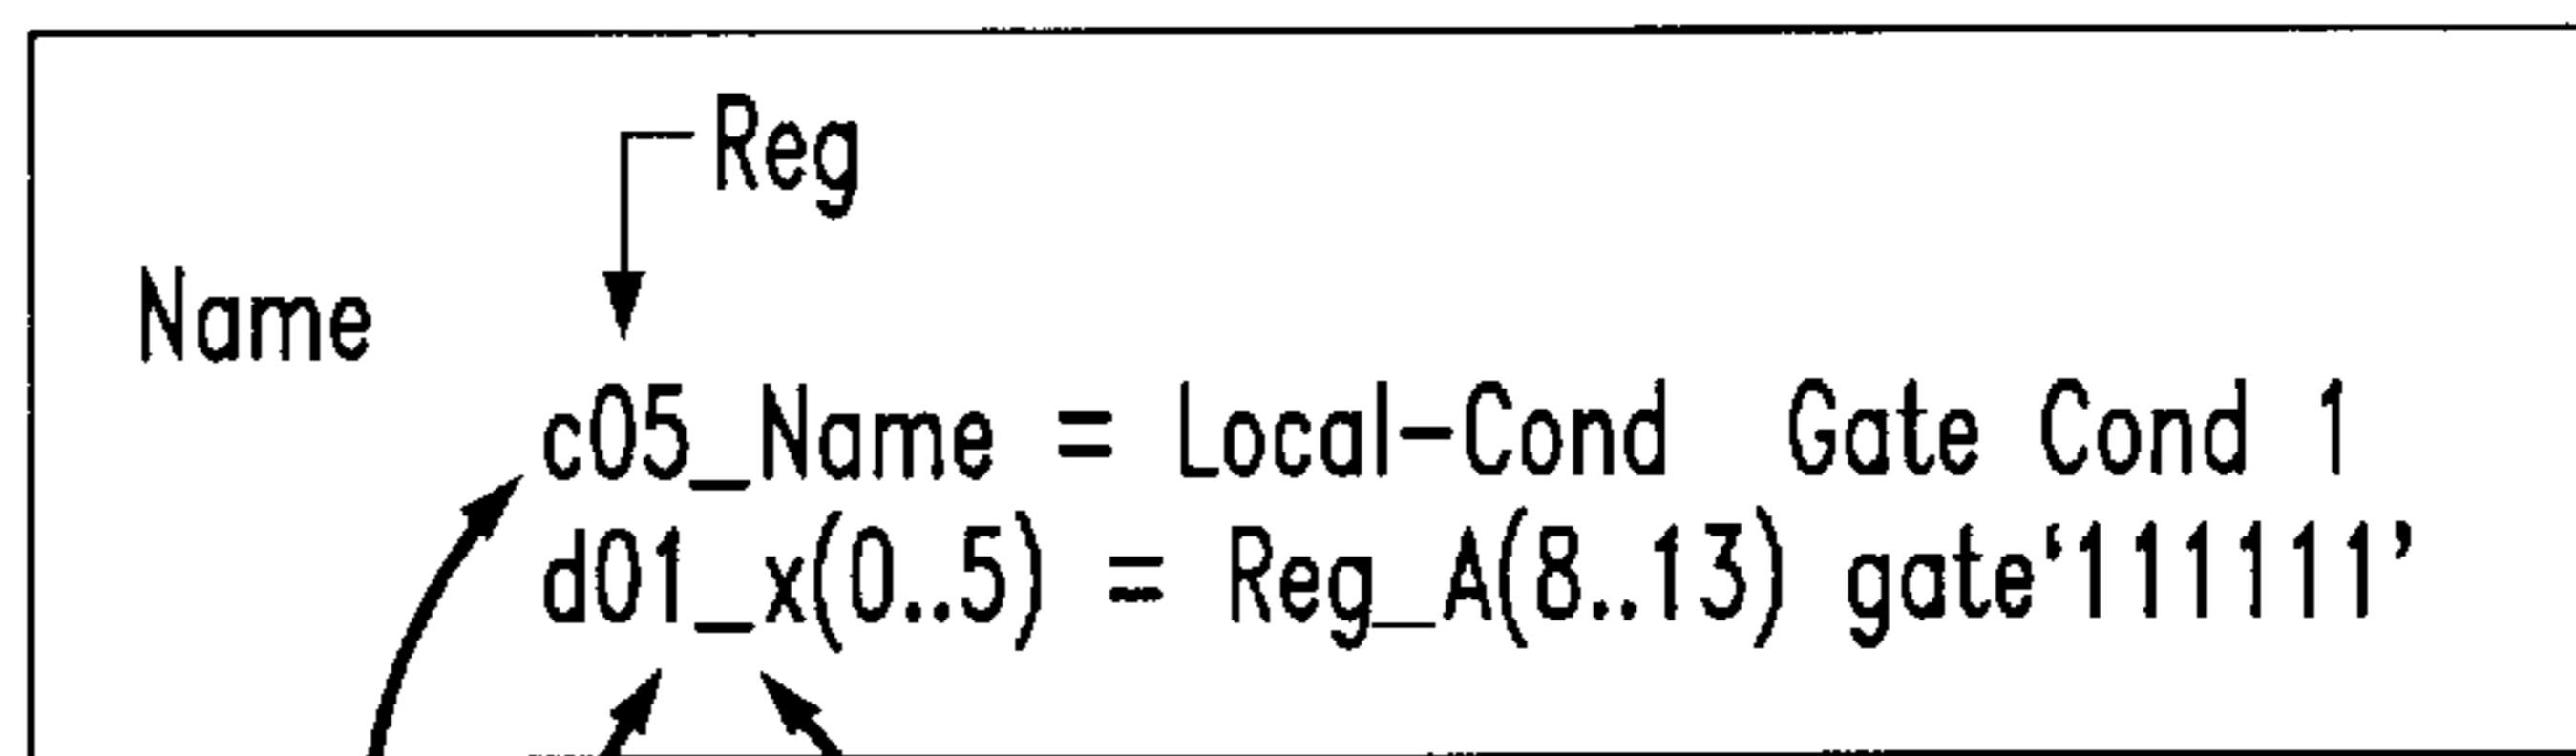 Reg
Name
c05_Name = Local-Cond Gate Cond 1
d01_x(0..5) = Reg_A(8..13) gate‘111111’